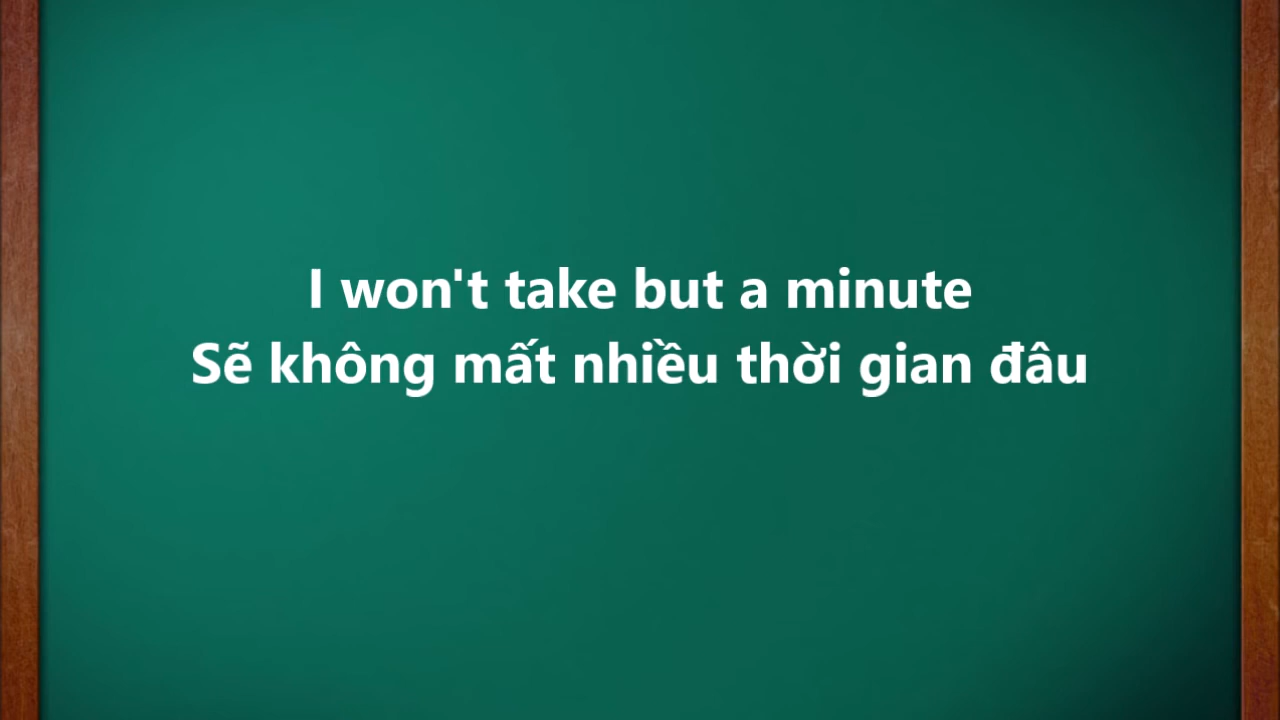 I won't take but a minute
Sẽ không mất nhiều thời gian đâu